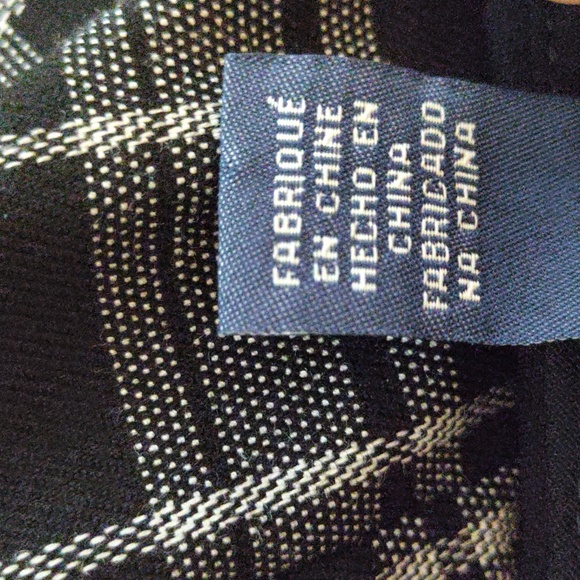 FABRIQUÉ
EN CHINE
HECHO EN
CHINA
FABRICADO
NA CHINA